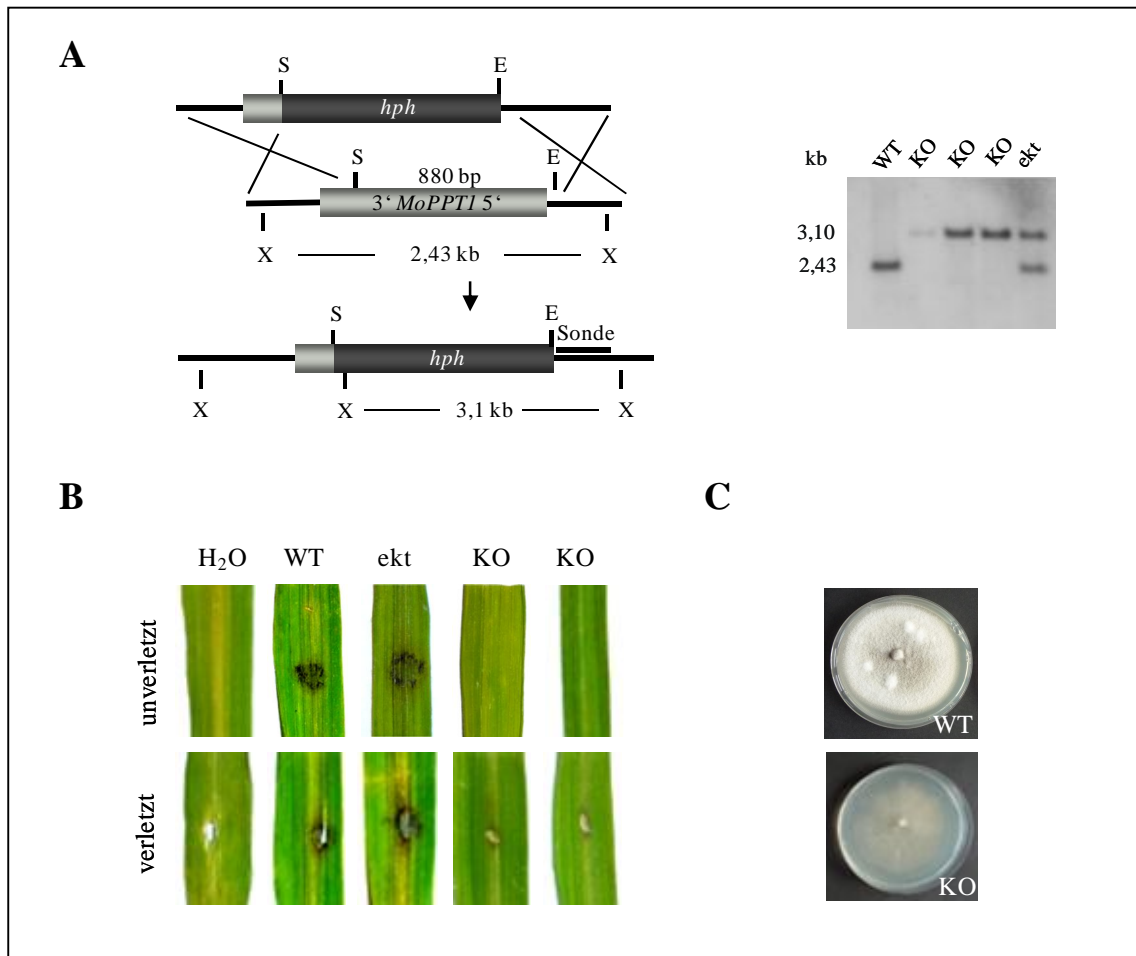 A
S E
hph
S 880 bp E
3‘ MoPPT1 5‘
X 2,43 kb X
S E
Sonde
hph
X X 3,1 kb X
kb WT KO KO KO ekt
3,10
2,43
B
H₂O WT ekt KO KO
unverletzt
verletzt
C
WT
KO